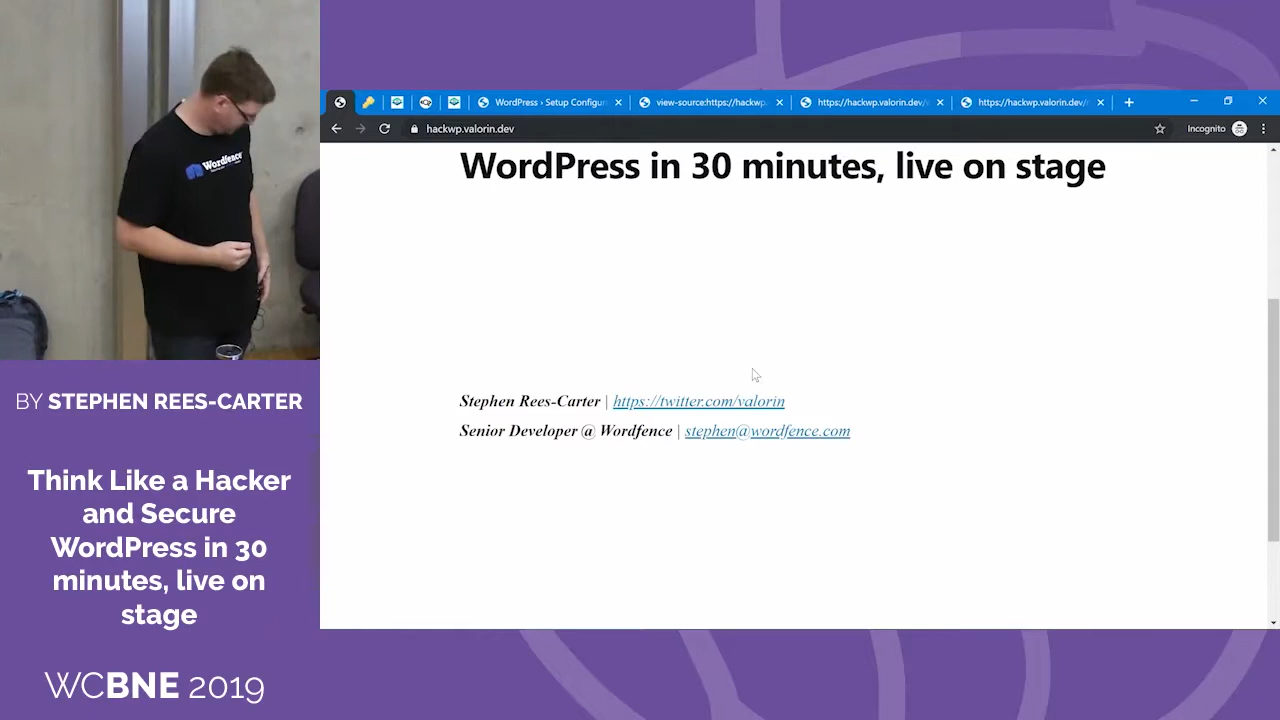 Wordfence
BY STEPHEN REES-CARTER
Think Like a Hacker
and Secure
WordPress in 30
minutes, live on
stage
WCBNE 2019
WordPress › Setup Configur
view-source:https://hackwp.
https://hackwp.valorin.dev/
https://hackwp.valorin.dev/
hackwp.valorin.dev
Incognito
WordPress in 30 minutes, live on stage
Stephen Rees-Carter | https://twitter.com/valorin
Senior Developer @ Wordfence | stephen@wordfence.com